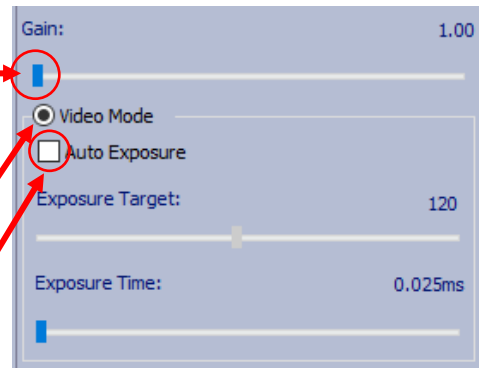 Gain: 1.00
Video Mode
Auto Exposure
Exposure Target: 120
Exposure Time: 0.025ms